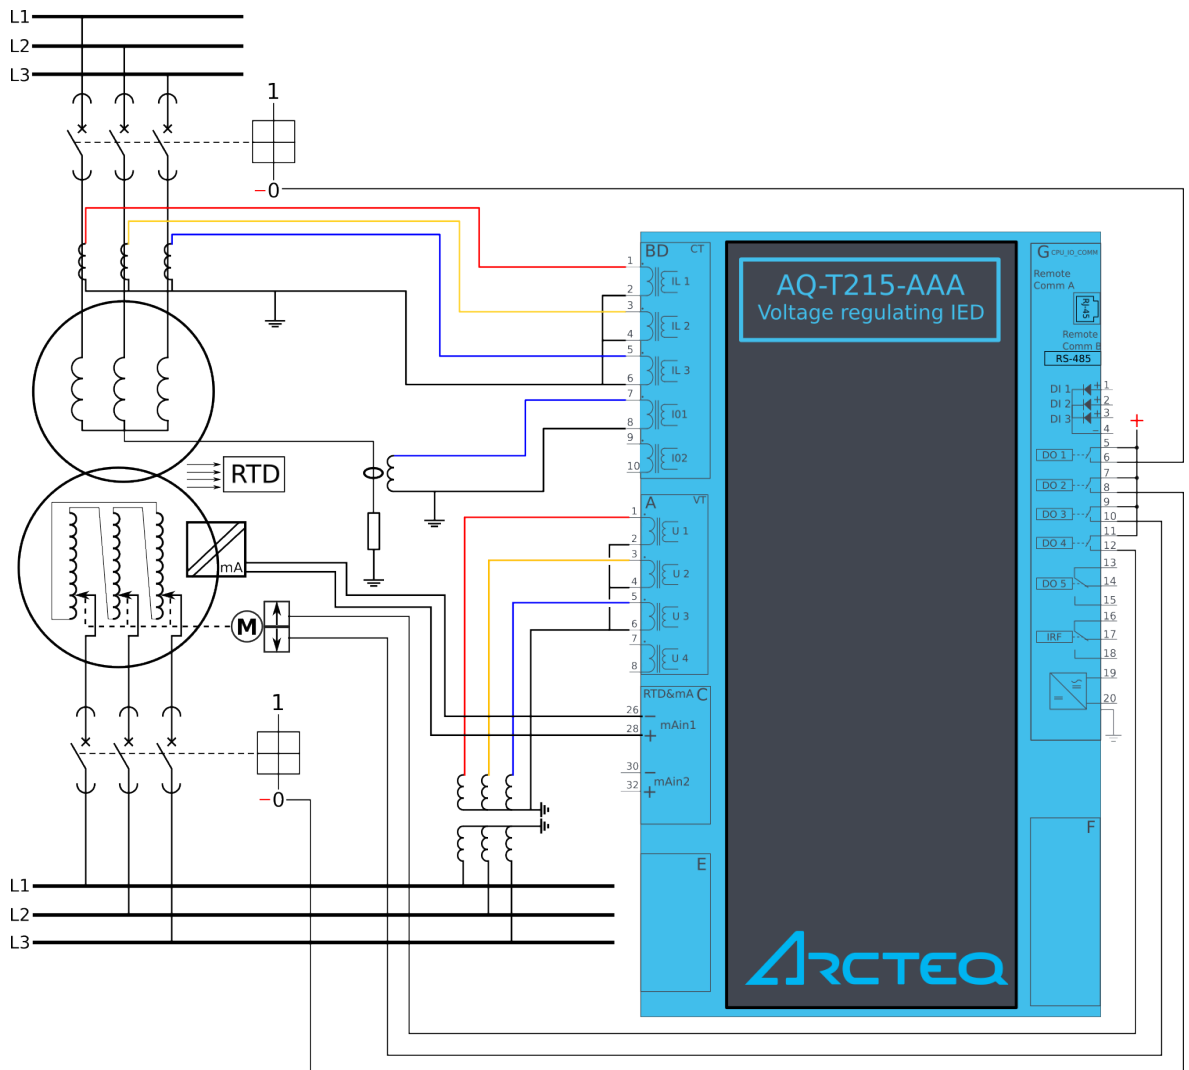 L1
L2
L3
1
−0
BD
CT
1
2
3
4
5
6
7
8
9
10
IL 1
IL 2
IL 3
I01
I02
A
VT
1
2
3
4
5
6
7
8
U 1
U 2
U 3
U 4
RTD&mA C
26
−
mAin1
28
+
30
−
mAin2
32
+
E
AQ-T215-AAA
Voltage regulating IED
ARCTEQ
G CPU_IO_COMM
Remote
Comm A
RJ-45
Remote
Comm B
RS-485
DI 1
DI 2
DI 3
+ 1
+ 2
+ 3
− 4
+
5
DO 1
6
7
DO 2
8
9
DO 3
10
11
DO 4
12
13
DO 5
14
15
16
IRF
17
18
19
20
F
RTD
mA
M
1
−0
L1
L2
L3